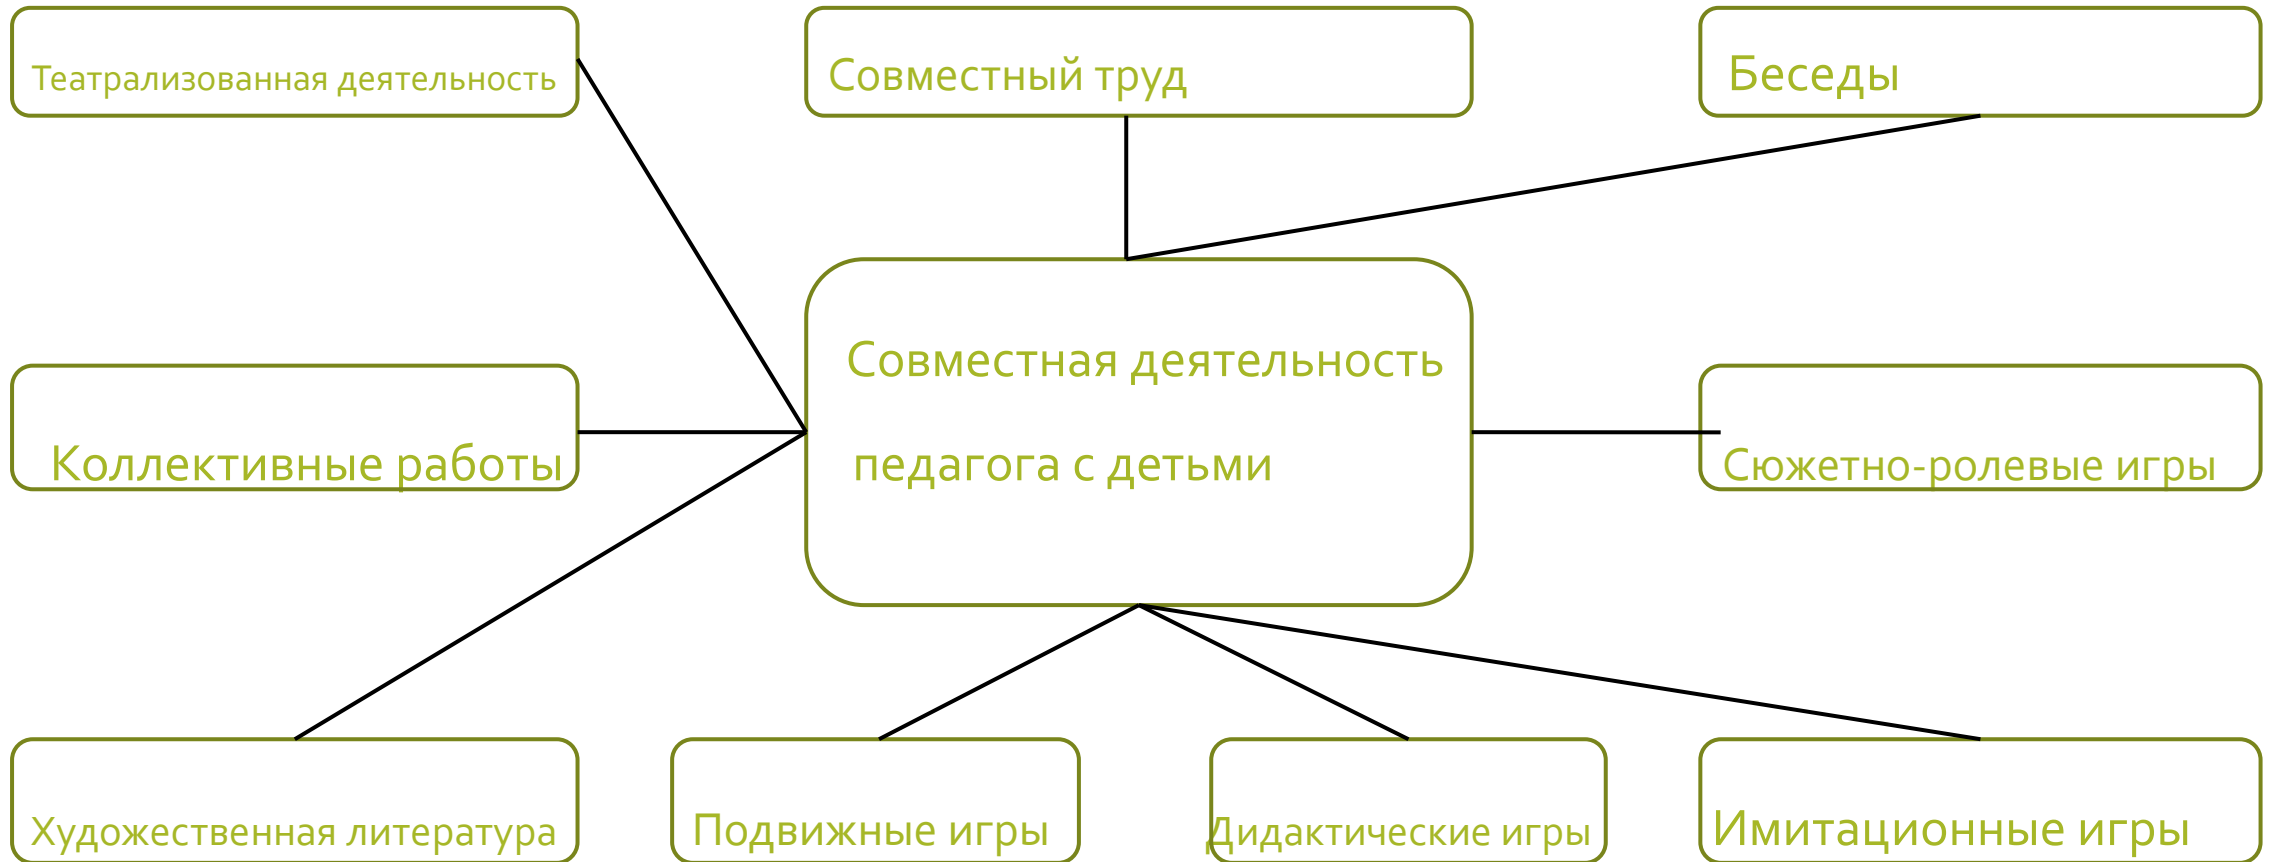 Театрализованная деятельность
Совместный труд
Беседы
Совместная деятельность
педагога с детьми
Коллективные работы
Сюжетно-ролевые игры
Художественная литература
Подвижные игры
Дидактические игры
Имитационные игры